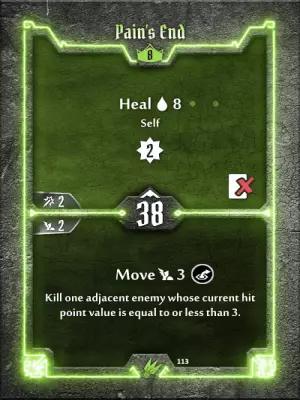 Pain's End
8
Heal 8
Self
2
2
38
2
Move 3
Kill one adjacent enemy whose current hit
point value is equal to or less than 3.
113